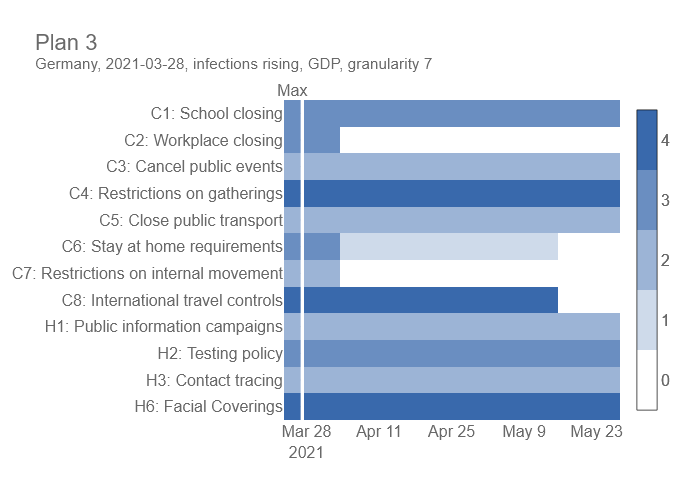 Plan 3
Germany, 2021-03-28, infections rising, GDP, granularity 7
Max
C1: School closing
C2: Workplace closing
C3: Cancel public events
C4: Restrictions on gatherings
C5: Close public transport
C6: Stay at home requirements
C7: Restrictions on internal movement
C8: International travel controls
H1: Public information campaigns
H2: Testing policy
H3: Contact tracing
H6: Facial Coverings
4
3
2
1
0
Mar 28 Apr 11 Apr 25 May 9 May 23
2021